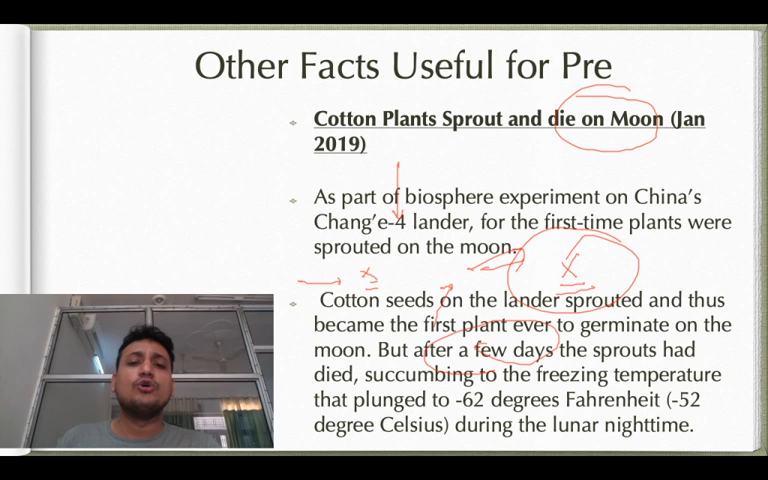 Other Facts Useful for Pre
Cotton Plants Sprout and die on Moon (Jan
2019)
As part of biosphere experiment on China's
Chang'e-4 lander, for the first-time plants were
sprouted on the moon.
Cotton seeds on the lander sprouted and thus
became the first plant ever to germinate on the
moon. But after a few days the sprouts had
died, succumbing to the freezing temperature
that plunged to -62 degrees Fahrenheit (-52
degree Celsius) during the lunar nighttime.